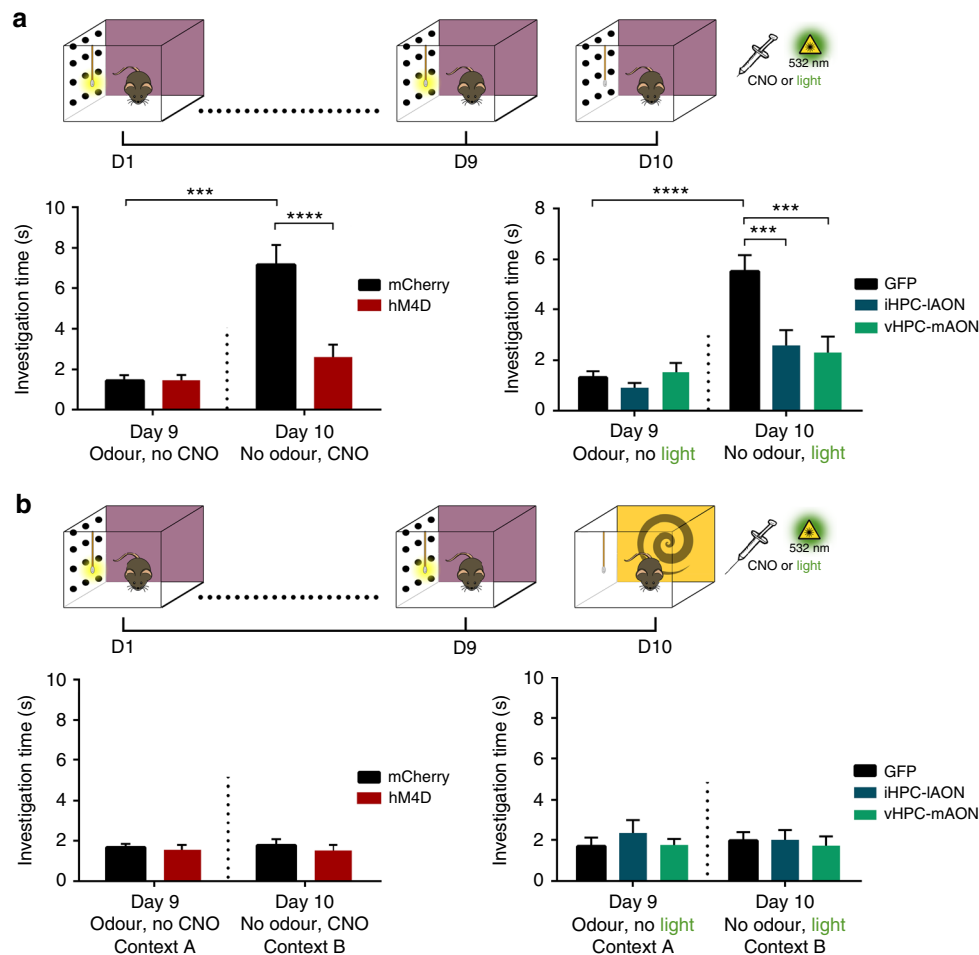 a
532 nm
CNO or light
D1
D9
D10
***
****
Investigation time (s)
10
8
6
4
2
0
mCherry
hM4D
Day 9
Odour, no CNO
Day 10
No odour, CNO
****
***
***
Investigation time (s)
8
6
4
2
0
GFP
iHPC-lAON
vHPC-mAON
Day 9
Odour, no light
Day 10
No odour, light
b
532 nm
CNO or light
D1
D9
D10
Investigation time (s)
10
8
6
4
2
0
mCherry
hM4D
Day 9
Odour, no CNO
Context A
Day 10
No odour, CNO
Context B
Investigation time (s)
10
8
6
4
2
0
GFP
iHPC-lAON
vHPC-mAON
Day 9
Odour, no light
Context A
Day 10
No odour, light
Context B